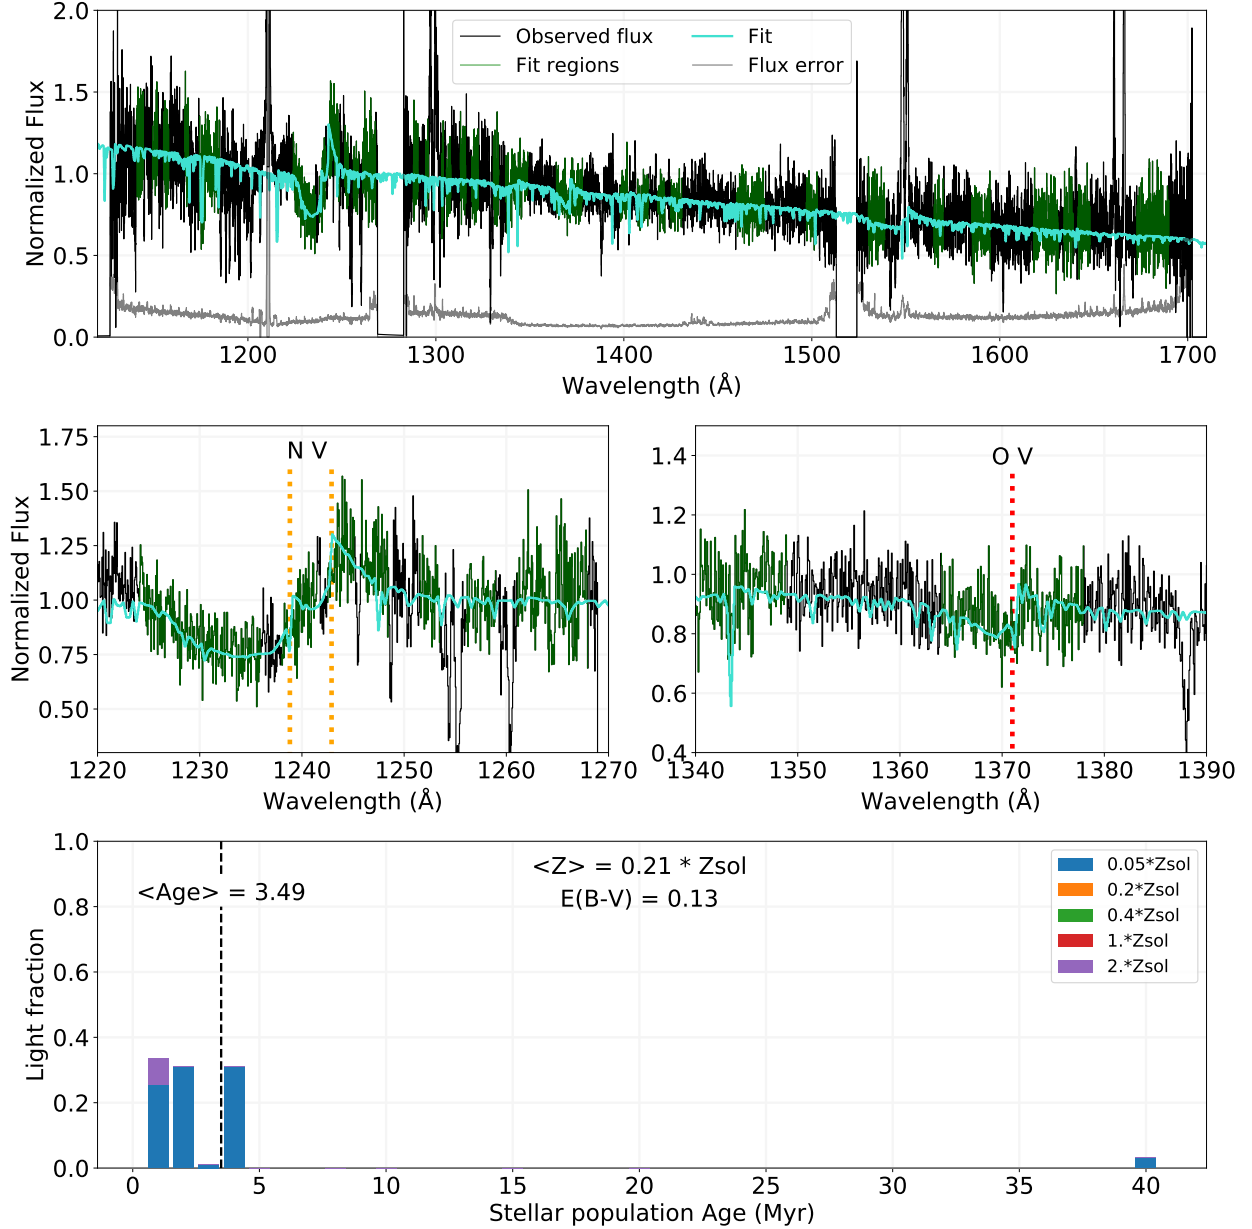 2.0
1.5
1.0
0.5
0.0
Normalized Flux
Observed flux
Fit regions
Fit
Flux error
1200 1300 1400 1500 1600 1700
Wavelength (Å)
1.75
1.50
1.25
1.00
0.75
0.50
Normalized Flux
N V
1220 1230 1240 1250 1260 1270
Wavelength (Å)
1.4
1.2
1.0
0.8
0.6
0.4
O V
1340 1350 1360 1370 1380 1390
Wavelength (Å)
1.0
0.8
0.6
0.4
0.2
0.0
Light fraction
<Age> = 3.49
<Z> = 0.21 * Zsol
E(B-V) = 0.13
0.05*Zsol
0.2*Zsol
0.4*Zsol
1.*Zsol
2.*Zsol
0 5 10 15 20 25 30 35 40
Stellar population Age (Myr)